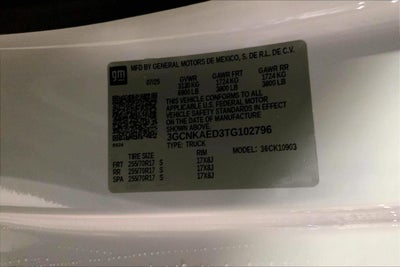 gm
MFD BY GENERAL MOTORS DE MEXICO, S. DE R.L. DE C.V.
07/25 GVWR GAWR FRT GAWR RR
3130 KG 1724 KG 1724 KG
6900 LB 3800 LB 3800 LB
THIS VEHICLE CONFORMS TO ALL
APPLICABLE U.S. FEDERAL MOTOR
VEHICLE SAFETY STANDARDS IN EFFECT
ON THE DATE OF MANUFACTURE
SHOWN ABOVE.
3GCNKAED3TG102796
TYPE: TRUCK MODEL: 36CK10903
TIRE SIZE RIM
FRT 255/70R17 S 17X8J
RR 255/70R17 S 17X8J
SPA 255/70R17 S 17X8J